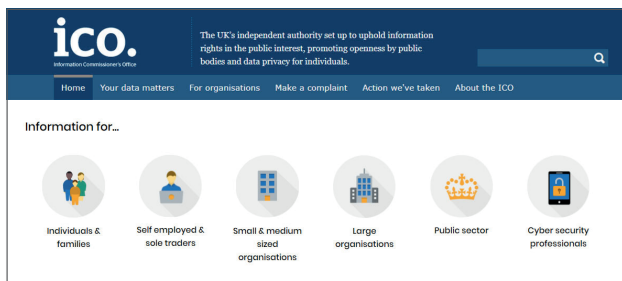 ico.
Information Commissioner's Office
The UK's independent authority set up to uphold information
rights in the public interest, promoting openness by public
bodies and data privacy for individuals.
Home Your data matters For organisations Make a complaint Action we've taken About the ICO
Information for...
Individuals &
families
Self employed &
sole traders
Small & medium
sized
organisations
Large
organisations
Public sector
Cyber security
professionals